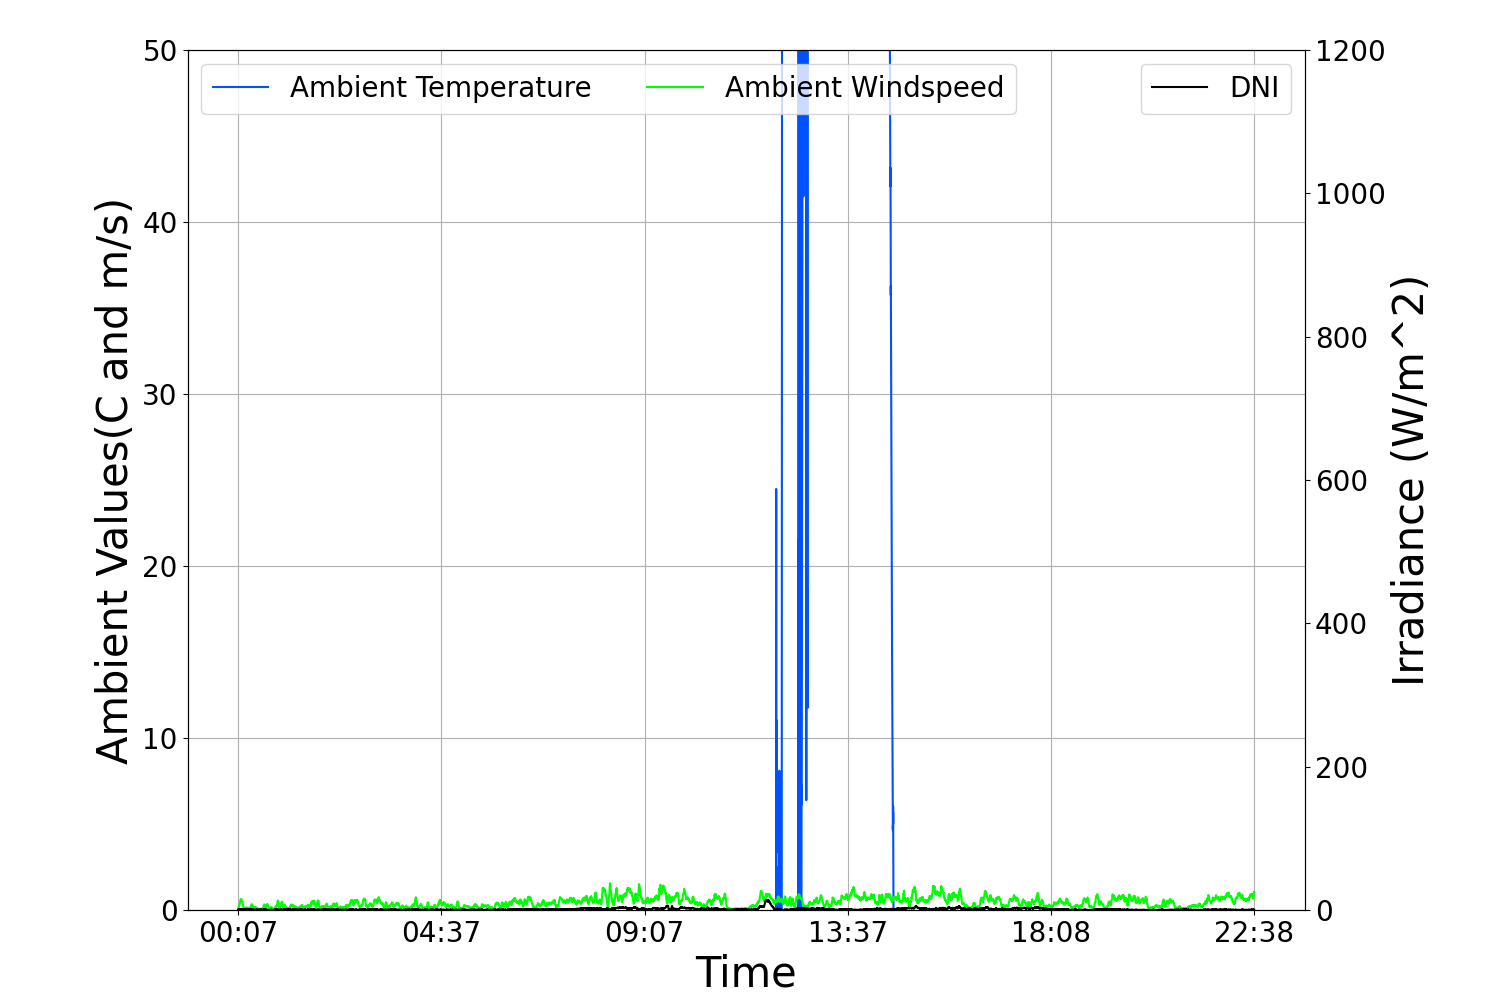 Ambient Temperature Ambient Windspeed DNI
Ambient Values(C and m/s)
50
40
30
20
10
0
1200
1000
800
600
400
200
0
Irradiance (W/m^2)
00:07 04:37 09:07 13:37 18:08 22:38
Time